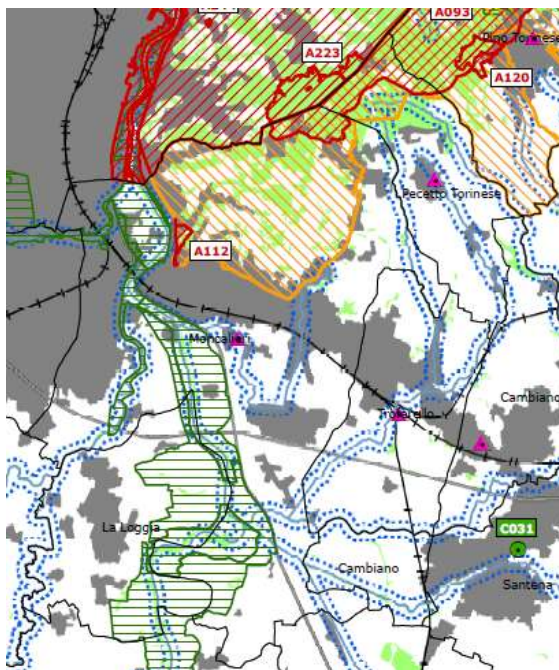 A093
A223
Pino Torinese
A120
Pecetto Torinese
A112
Moncalieri
Trofarello
Cambiano
La Loggia
C031
Cambiano
Santena